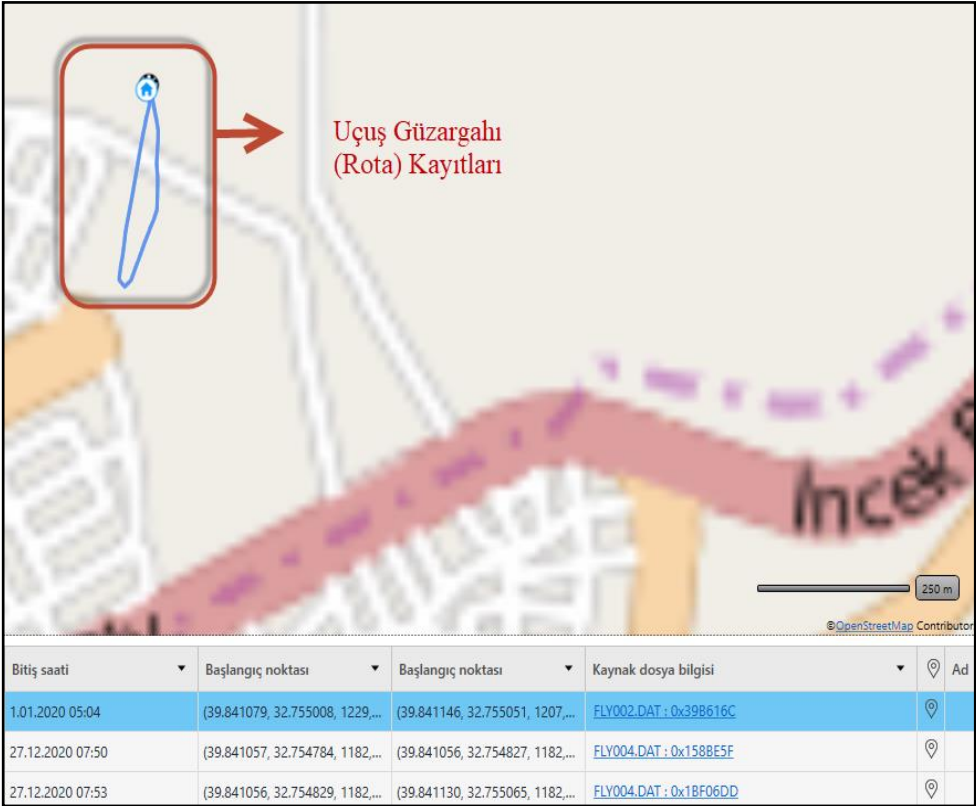 Uçuş Güzargahı
(Rota) Kayıtları
İncek
250 m
©OpenStreetMap Contributor
Bitiş saati Başlangıç noktası Başlangıç noktası Kaynak dosya bilgisi Ad
1.01.2020 05:04 (39.841079, 32.755008, 1229,... (39.841146, 32.755051, 1207,... FLY002.DAT : 0x39B616C
27.12.2020 07:50 (39.841057, 32.754784, 1182,... (39.841056, 32.754827, 1182,... FLY004.DAT : 0x158BE5F
27.12.2020 07:53 (39.841056, 32.754829, 1182,... (39.841130, 32.755065, 1182,... FLY004.DAT : 0x1BF06DD